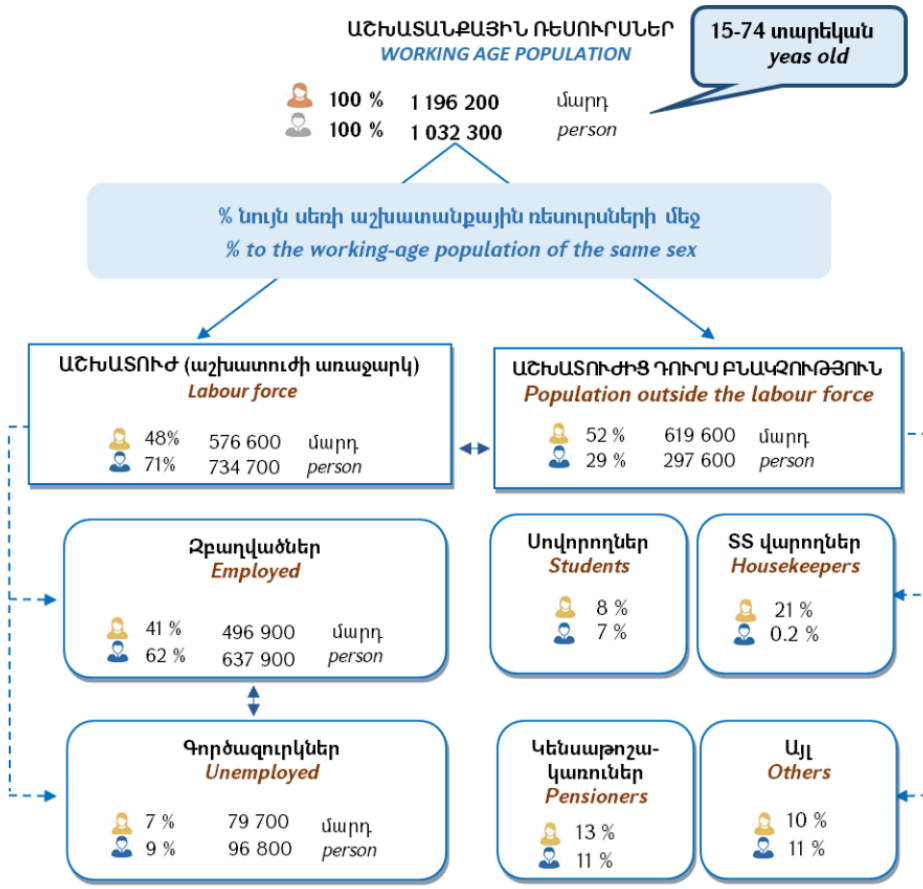 ԱՇԽԱՏԱՆՔԱՅԻՆ ՌԵՍՈՒՐՍՆԵՐ
WORKING AGE POPULATION
15-74 տարեկան
yeas old
100 % 1 196 200 մարդ
100 % 1 032 300 person
% նույն սեռի աշխատանքային ռեսուրսների մեջ
% to the working-age population of the same sex
ԱՇԽԱՏՈՒԺ (աշխատուժի առաջարկ)
Labour force
48% 576 600 մարդ
71% 734 700 person
ԱՇԽԱՏՈՒԺԻՑ ԴՈՒՐՍ ԲՆԱԿՉՈՒԹՅՈՒՆ
Population outside the labour force
52 % 619 600 մարդ
29 % 297 600 person
Զբաղվածներ
Employed
41 % 496 900 մարդ
62 % 637 900 person
Սովորողներ
Students
8 %
7 %
ՏՏ վարողներ
Housekeepers
21 %
0.2 %
Գործազուրկներ
Unemployed
7 % 79 700 մարդ
9 % 96 800 person
Կենսաթոշա-
կառուներ
Pensioners
13 %
11 %
Այլ
Others
10 %
11 %